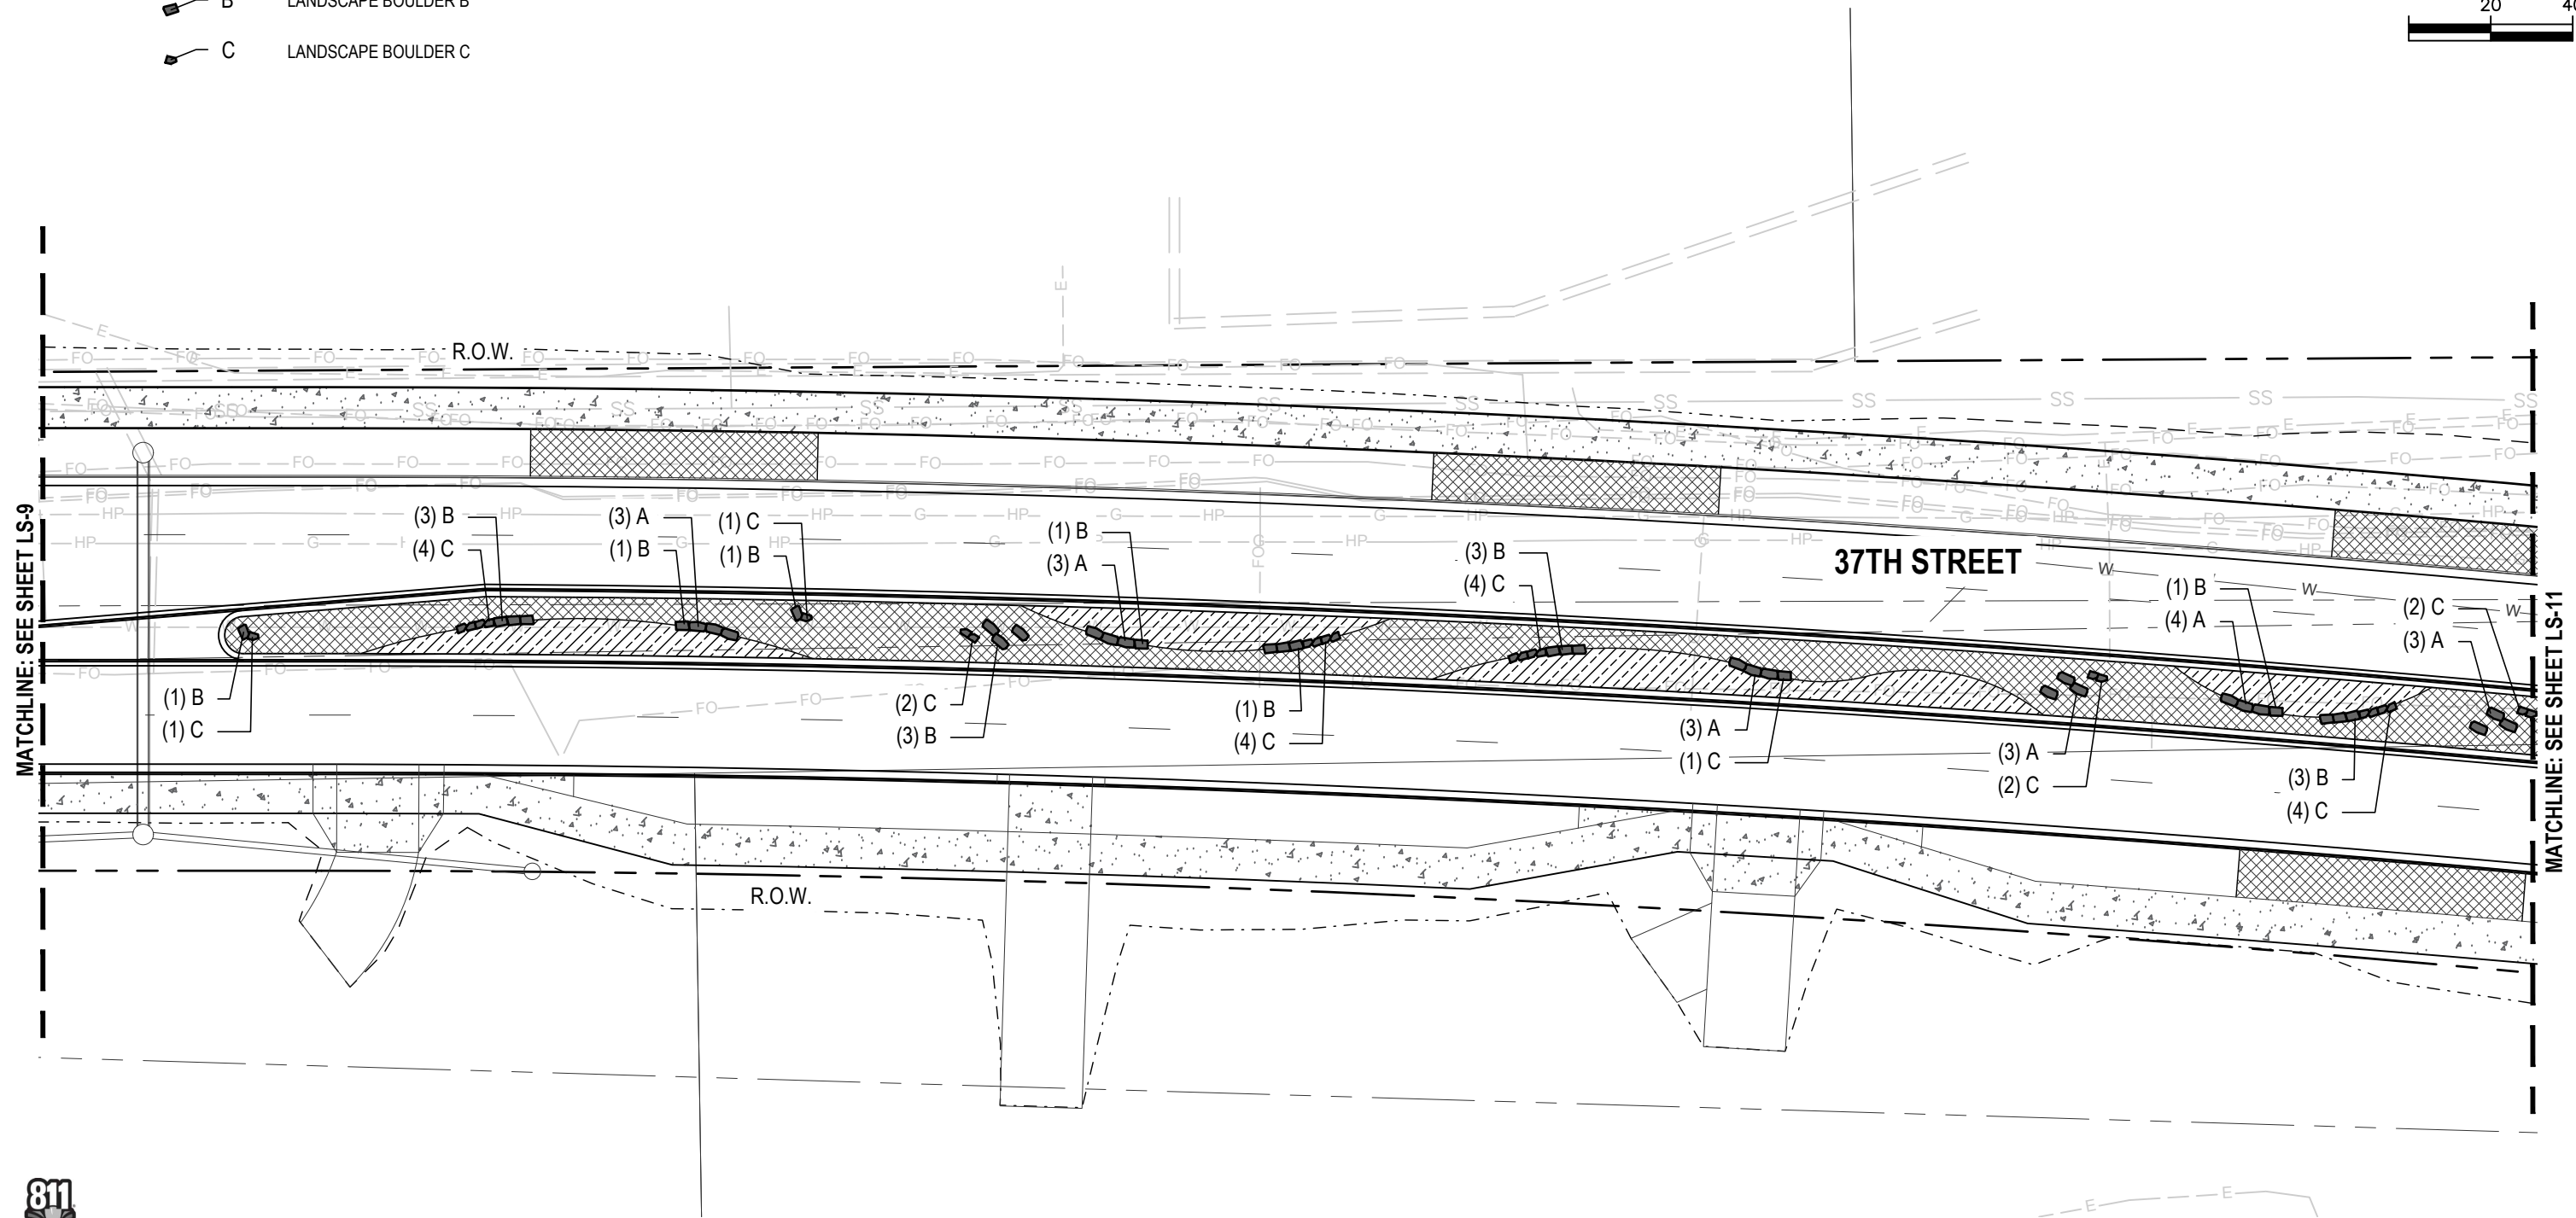 B LANDSCAPE BOULDER B
C LANDSCAPE BOULDER C
20 40
R.O.W.
MATCHLINE: SEE SHEET LS-9
(3) B
(4) C
(3) A
(1) B
(1) C
(1) B
(1) B
(3) A
(3) B
(4) C
37TH STREET
(1) B
(4) A
(2) C
(3) A
(1) B
(1) C
(2) C
(3) B
(1) B
(4) C
(3) A
(1) C
(3) A
(2) C
(3) B
(4) C
MATCHLINE: SEE SHEET LS-11
R.O.W.
811